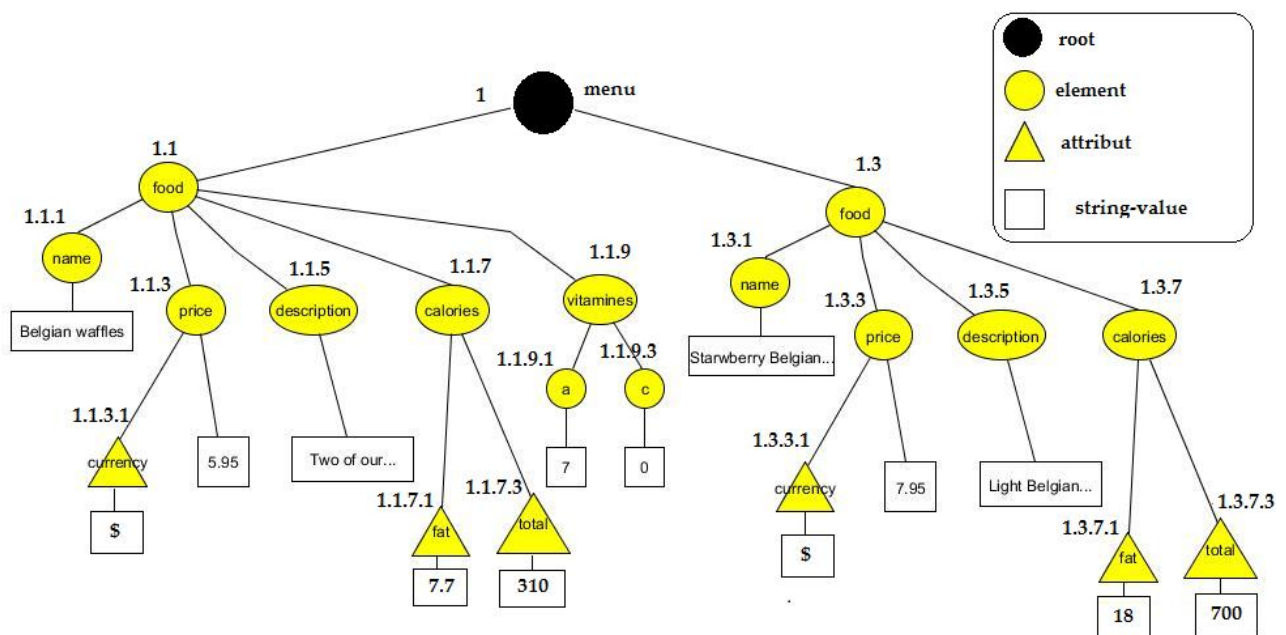 root
1
menu
element
1.1
attribut
food
1.3
string-value
food
1.1.1
name
1.1.3
1.1.5
1.1.7
1.1.9
1.3.1
name
1.3.3
1.3.5
1.3.7
Belgian waffles
price
description
calories
vitamines
Starwberry Belgian...
price
description
calories
1.1.9.1
1.1.9.3
a
c
1.1.3.1
currency
5.95
Two of our...
7
0
1.3.3.1
currency
7.95
Light Belgian...
$
1.1.7.1
1.1.7.3
fat
total
$
1.3.7.1
1.3.7.3
fat
total
7.7
310
18
700